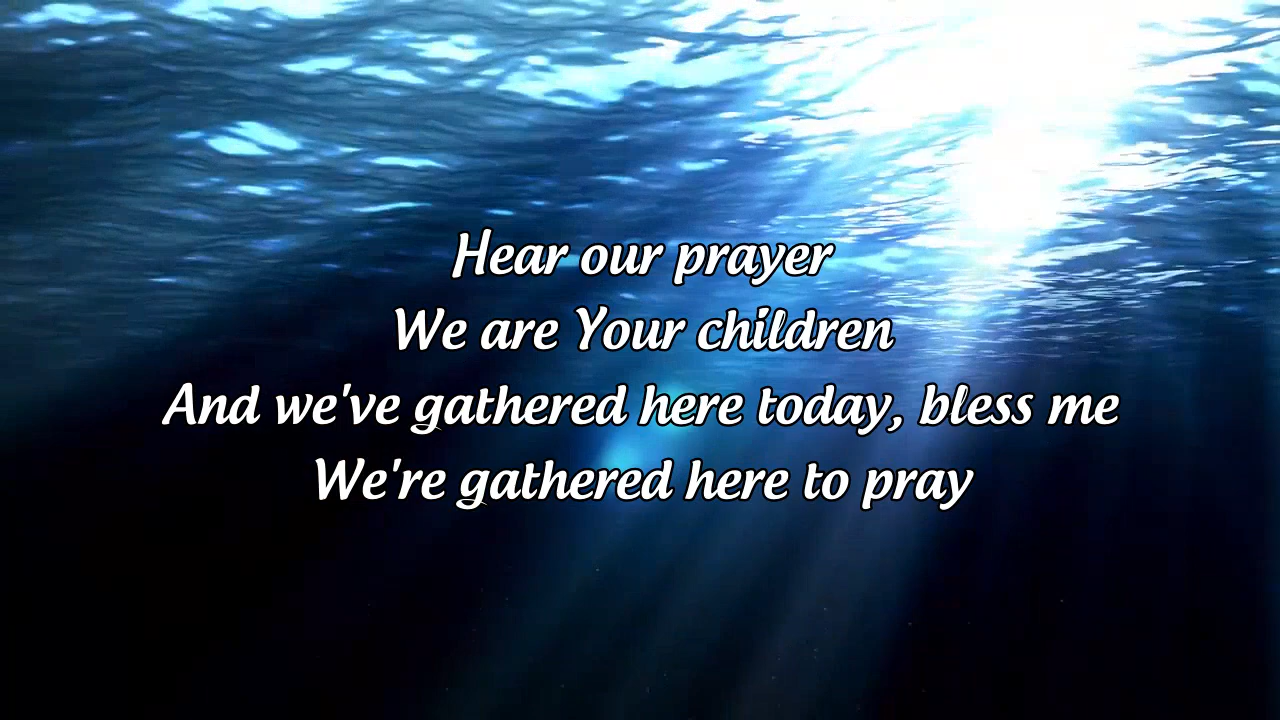 Hear our prayer
We are Your children
And we've gathered here today, bless me
We're gathered here to pray